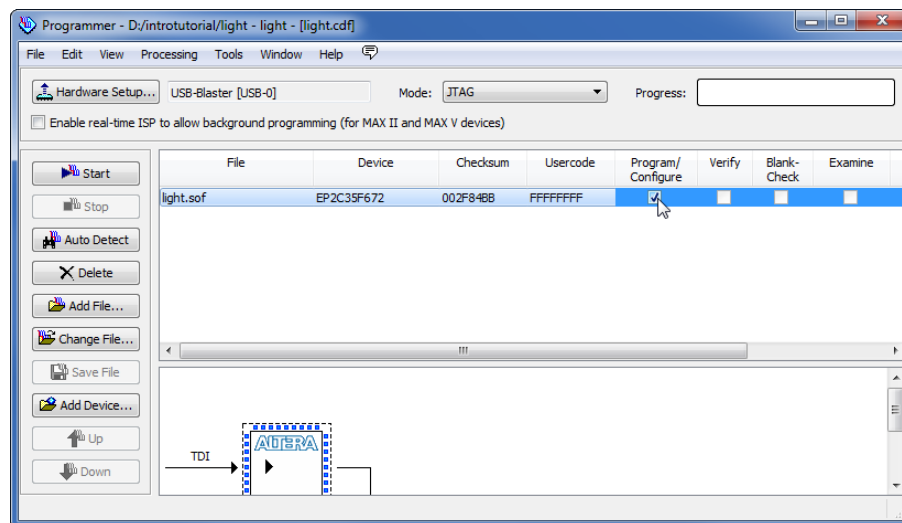 Programmer - D:/introtutorial/light - light - [light.cdf]
File Edit View Processing Tools Window Help
Hardware Setup... USB-Blaster [USB-0] Mode: JTAG Progress:
Enable real-time ISP to allow background programming (for MAX II and MAX V devices)
Start
Stop
Auto Detect
Delete
Add File...
Change File...
Save File
Add Device...
Up
Down
File Device Checksum Usercode Program/ Verify Blank- Examine
Configure Check
light.sof EP2C35F672 002F84BB FFFFFFFF
TDI
ALTERA